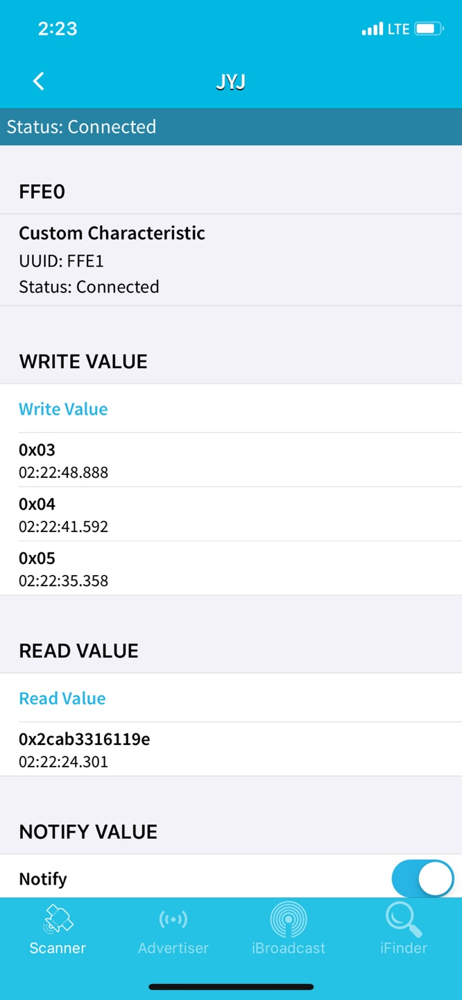 2:23
LTE
JYJ
Status: Connected
FFE0
Custom Characteristic
UUID: FFE1
Status: Connected
WRITE VALUE
Write Value
0x03
02:22:48.888
0x04
02:22:41.592
0x05
02:22:35.358
READ VALUE
Read Value
0x2cab3316119e
02:22:24.301
NOTIFY VALUE
Notify
Scanner
Advertiser
iBroadcast
iFinder